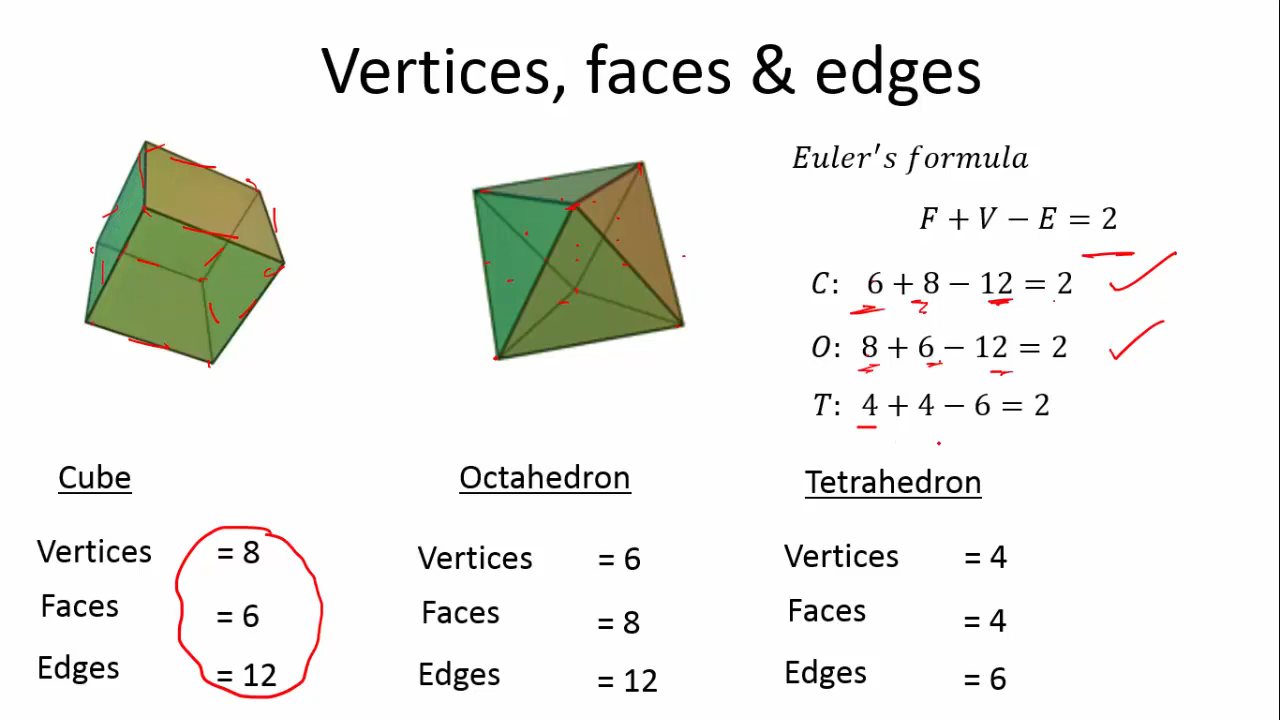 Vertices, faces & edges
Euler's formula
F + V − E = 2
C: 6 + 8 − 12 = 2
O: 8 + 6 − 12 = 2
T: 4 + 4 − 6 = 2
Cube
Vertices = 8
Faces = 6
Edges = 12
Octahedron
Vertices = 6
Faces = 8
Edges = 12
Tetrahedron
Vertices = 4
Faces = 4
Edges = 6